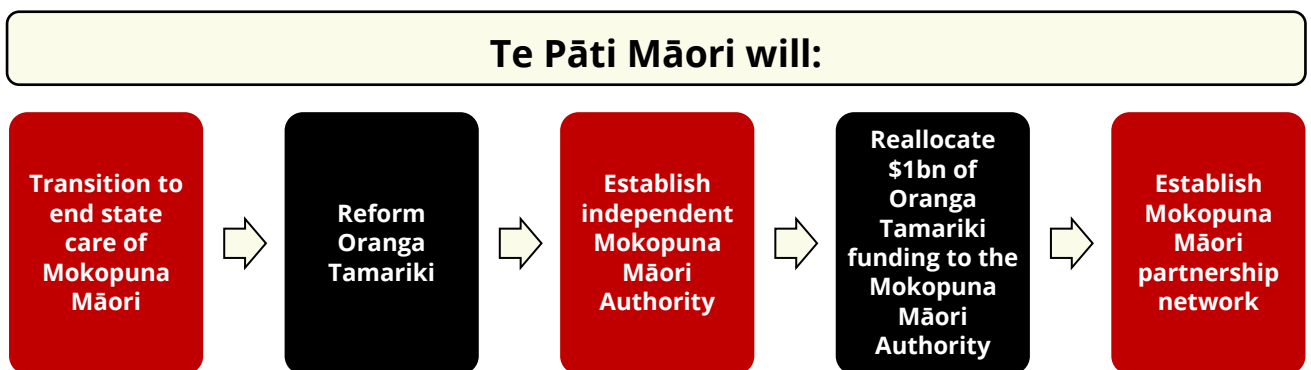 Te Pāti Māori will:
Transition to
end state
care of
Mokopuna
Māori
Reform
Oranga
Tamariki
Establish
independent
Mokopuna
Māori
Authority
Reallocate
$1bn of
Oranga
Tamariki
funding to the
Mokopuna
Māori
Authority
Establish
Mokopuna
Māori
partnership
network